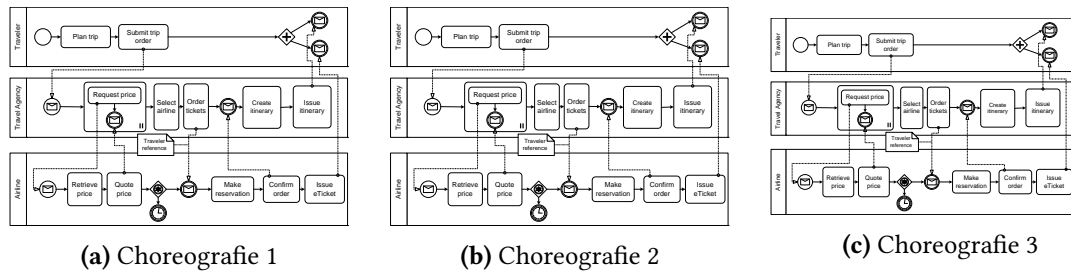 Traveler
Plan trip
Submit trip
order
Travel Agency
Request price
Select
airline
Order
tickets
Create
itinerary
Issue
itinerary
Traveler
reference
Airline
Retrieve
price
Quote
price
Make
reservation
Confirm
order
Issue
eTicket
(a) Choreografie 1
Traveler
Plan trip
Submit trip
order
Travel Agency
Request price
Select
airline
Order
tickets
Create
itinerary
Issue
itinerary
Traveler
reference
Airline
Retrieve
price
Quote
price
Make
reservation
Confirm
order
Issue
eTicket
(b) Choreografie 2
Traveler
Plan trip
Submit trip
order
Travel Agency
Request price
Select
airline
Order
tickets
Create
itinerary
Issue
itinerary
Traveler
reference
Airline
Retrieve
price
Quote
price
Make
reservation
Confirm
order
Issue
eTicket
(c) Choreografie 3